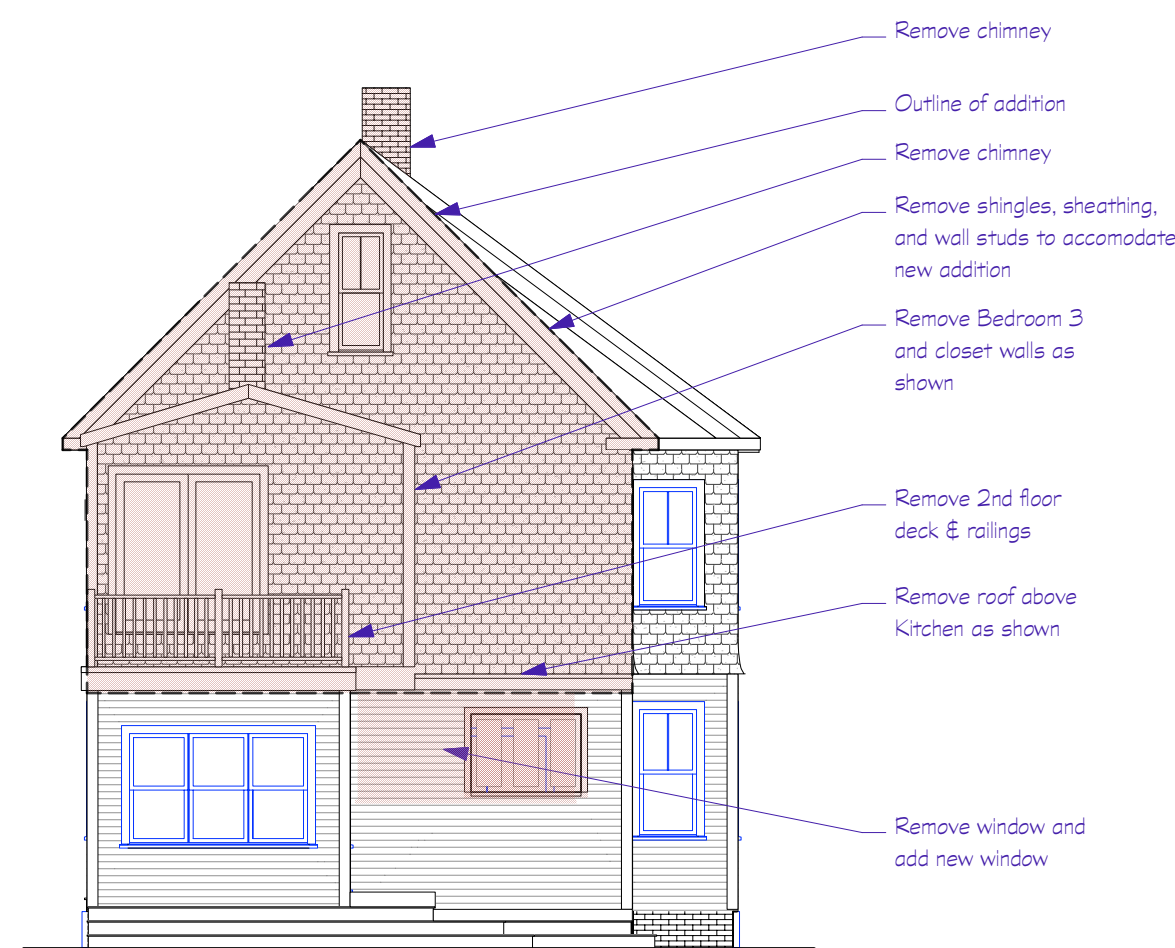 Remove chimney
Outline of addition
Remove chimney
Remove shingles, sheathing,
and wall studs to accomodate
new addition
Remove Bedroom 3
and closet walls as
shown
Remove 2nd floor
deck & railings
Remove roof above
Kitchen as shown
Remove window and
add new window